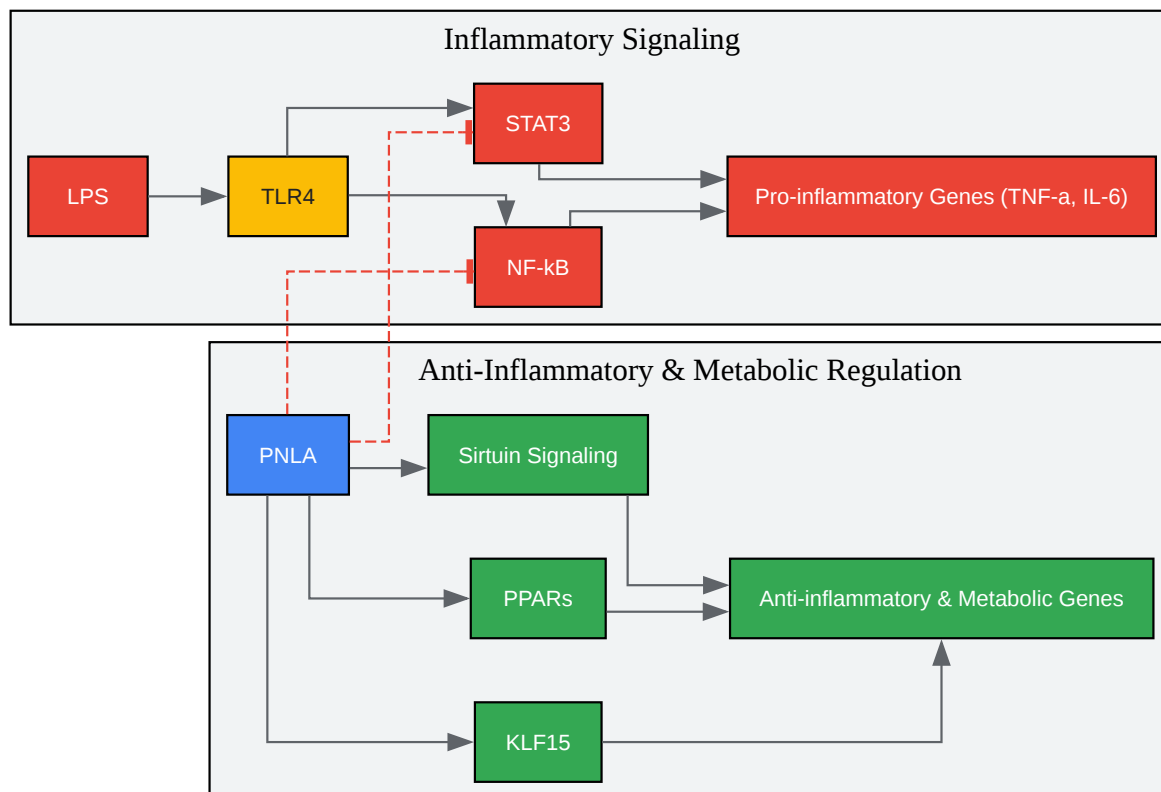 Inflammatory Signaling
STAT3
LPS
TLR4
Pro-inflammatory Genes (TNF-a, IL-6)
NF-kB
Anti-Inflammatory & Metabolic Regulation
PNLA
Sirtuin Signaling
PPARs
Anti-inflammatory & Metabolic Genes
KLF15